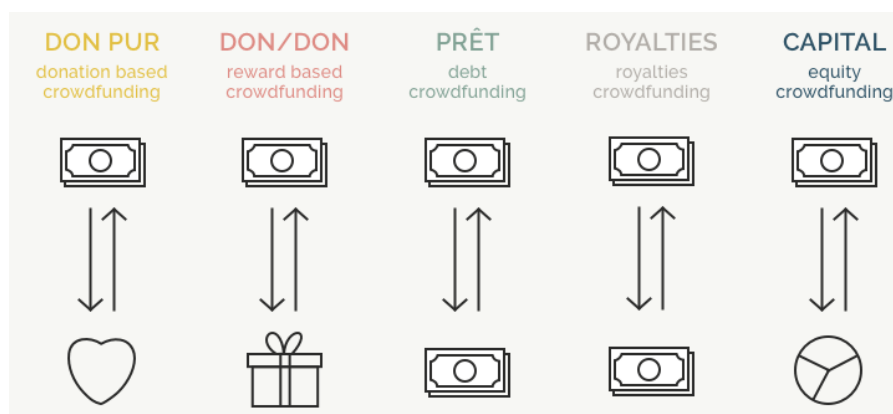 DON PUR
donation based
crowdfunding
DON/DON
reward based
crowdfunding
PRÊT
debt
crowdfunding
ROYALTIES
royalties
crowdfunding
CAPITAL
equity
crowdfunding